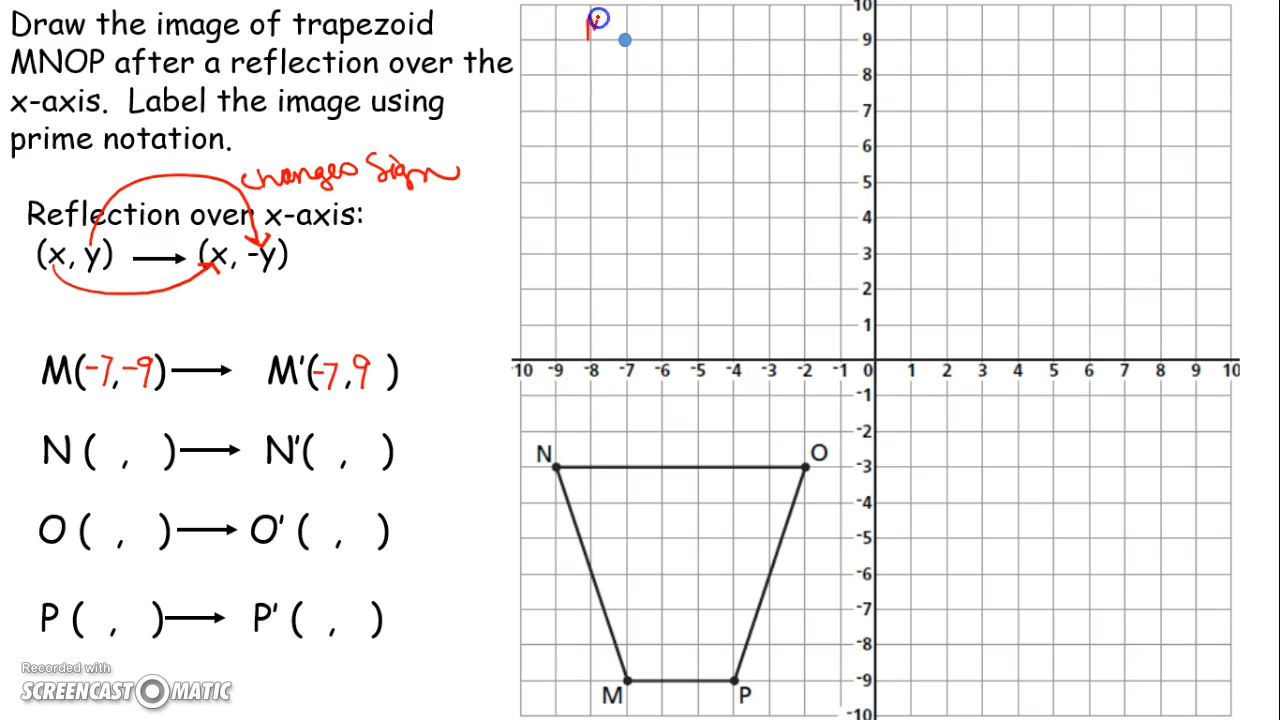 Draw the image of trapezoid
MNOP after a reflection over the
x-axis. Label the image using
prime notation.
changes sign
Reflection over x-axis:
(x, y) → (x, -y)
M(-7,-9) → M'(-7,9 )
N ( , ) → N'( , )
O ( , ) → O' ( , )
P ( , ) → P' ( , )
Recorded with
SCREENCAST O MATIC
10
9
8
7
6
5
4
3
2
1
-10 -9 -8 -7 -6 -5 -4 -3 -2 -1 0 1 2 3 4 5 6 7 8 9 10
-1
-2
-3
-4
-5
-6
-7
-8
-9
-10
N O
M P